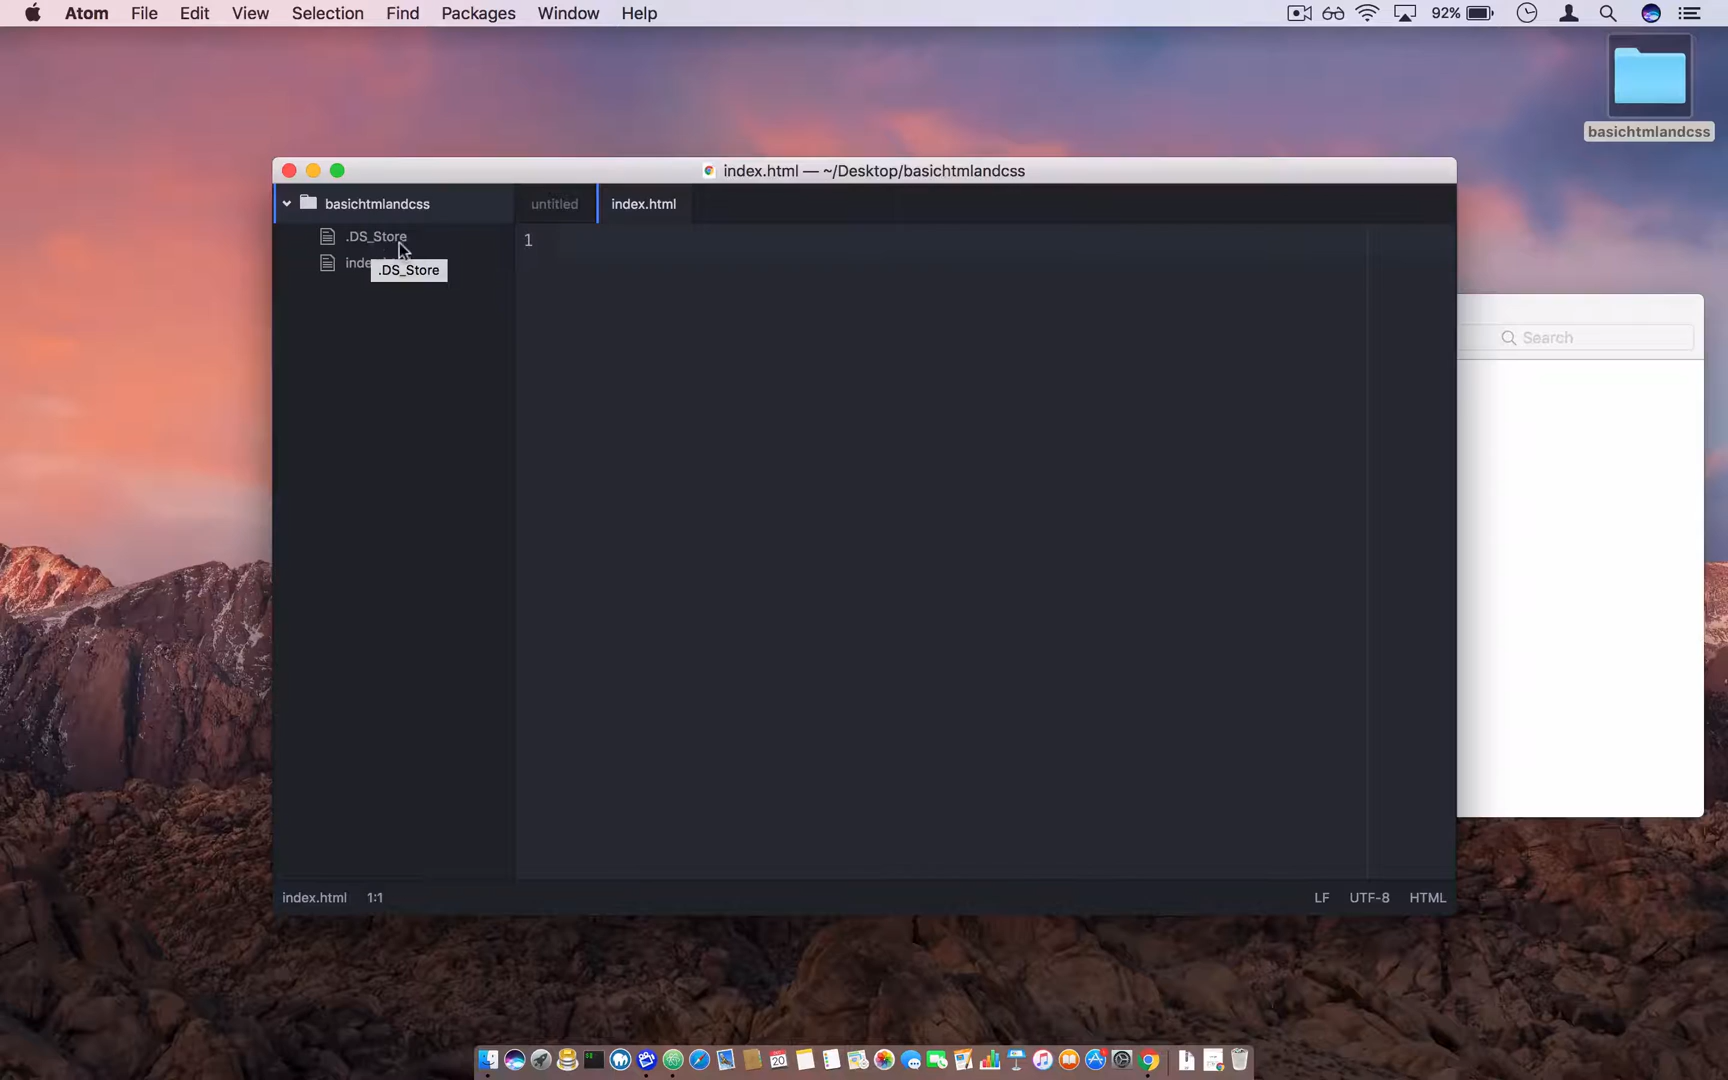 Atom File Edit View Selection Find Packages Window Help 92%
basichtmlandcss
index.html — ~/Desktop/basichtmlandcss
basichtmlandcss untitled index.html
.DS_Store 1
.DS_Store
Search
index.html 1:1 LF UTF-8 HTML
20